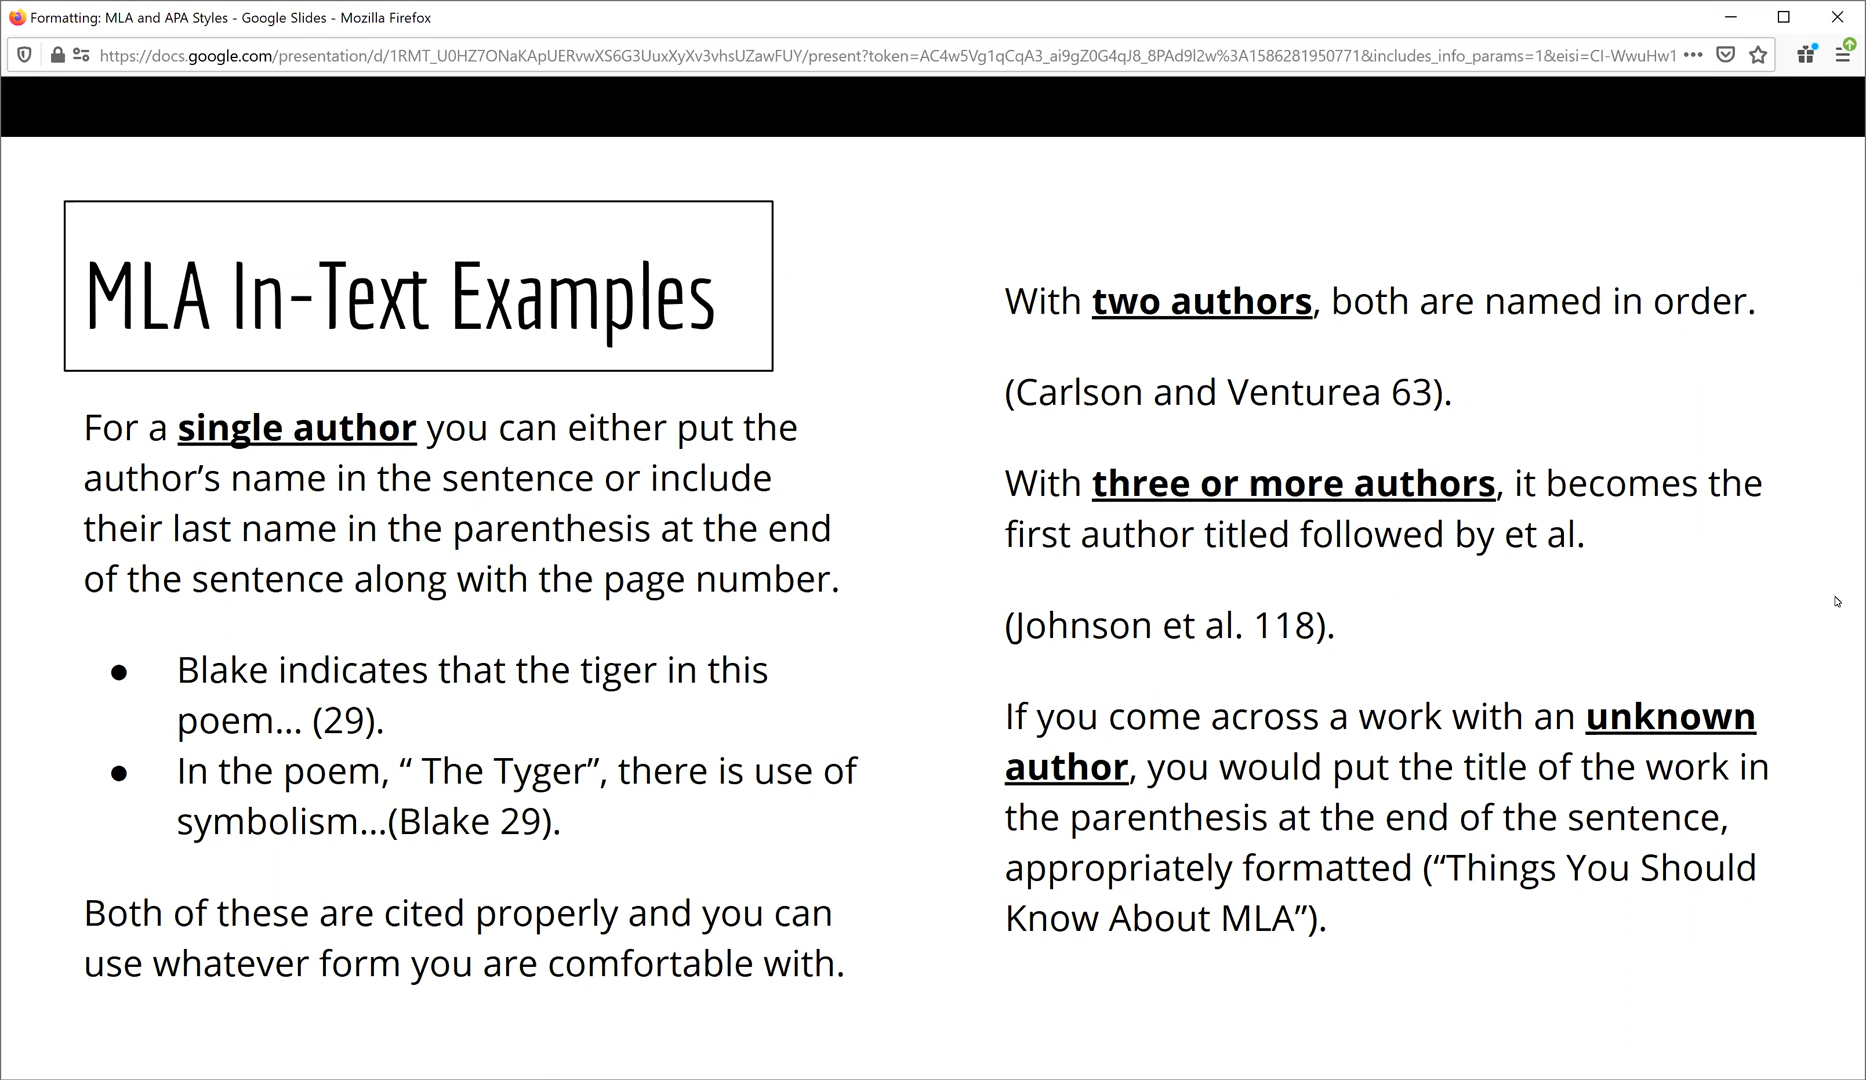 Formatting: MLA and APA Styles - Google Slides - Mozilla Firefox
https://docs.google.com/presentation/d/1RMT_U0HZ7ONaKApUERvwXS6G3UuxXyXv3vhsUZawFUY/present?token=AC4w5Vg1qCqA3_ai9gZ0G4qJ8_8PAd9l2w%3A1586281950771&includes_info_params=1&eisi=CI-WwuHw1
MLA In-Text Examples
For a single author you can either put the
author's name in the sentence or include
their last name in the parenthesis at the end
of the sentence along with the page number.
● Blake indicates that the tiger in this
poem... (29).
● In the poem, “ The Tyger”, there is use of
symbolism...(Blake 29).
Both of these are cited properly and you can
use whatever form you are comfortable with.
With two authors, both are named in order.
(Carlson and Venturea 63).
With three or more authors, it becomes the
first author titled followed by et al.
(Johnson et al. 118).
If you come across a work with an unknown
author, you would put the title of the work in
the parenthesis at the end of the sentence,
appropriately formatted (“Things You Should
Know About MLA”).